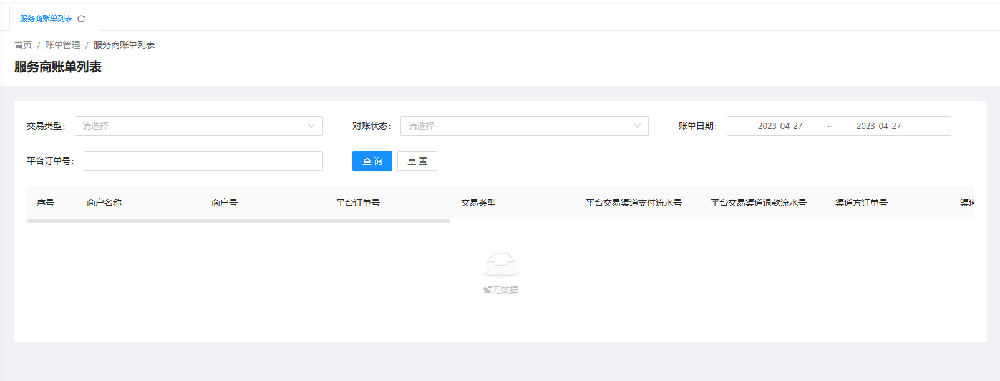 服务商账单列表
首页 / 账单管理 / 服务商账单列表
服务商账单列表
交易类型： 请选择 对账状态： 请选择 账单日期： 2023-04-27 ~ 2023-04-27
平台订单号： 查 询 重 置
序号 商户名称 商户号 平台订单号 交易类型 平台交易渠道支付流水号 平台交易渠道退款流水号 渠道方订单号 渠道
暂无数据